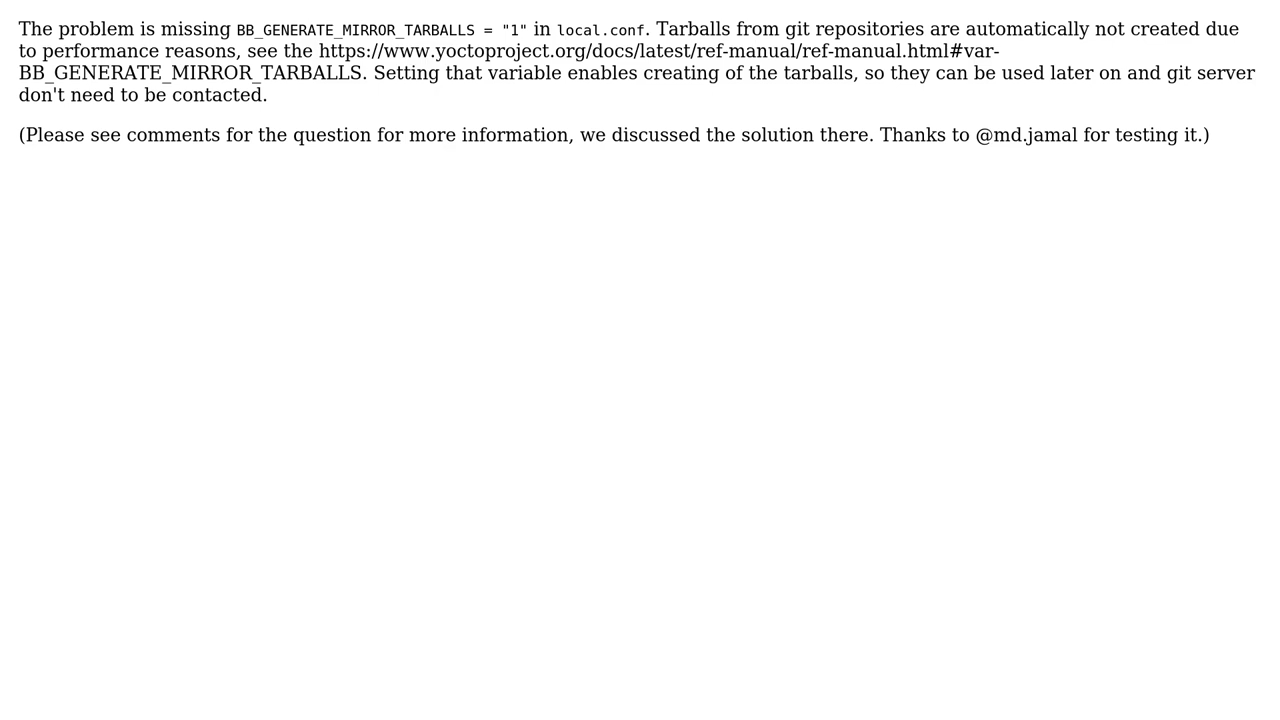 The problem is missing BB_GENERATE_MIRROR_TARBALLS = "1" in local.conf. Tarballs from git repositories are automatically not created due
to performance reasons, see the https://www.yoctoproject.org/docs/latest/ref-manual/ref-manual.html#var-
BB_GENERATE_MIRROR_TARBALLS. Setting that variable enables creating of the tarballs, so they can be used later on and git server
don't need to be contacted.
(Please see comments for the question for more information, we discussed the solution there. Thanks to @md.jamal for testing it.)